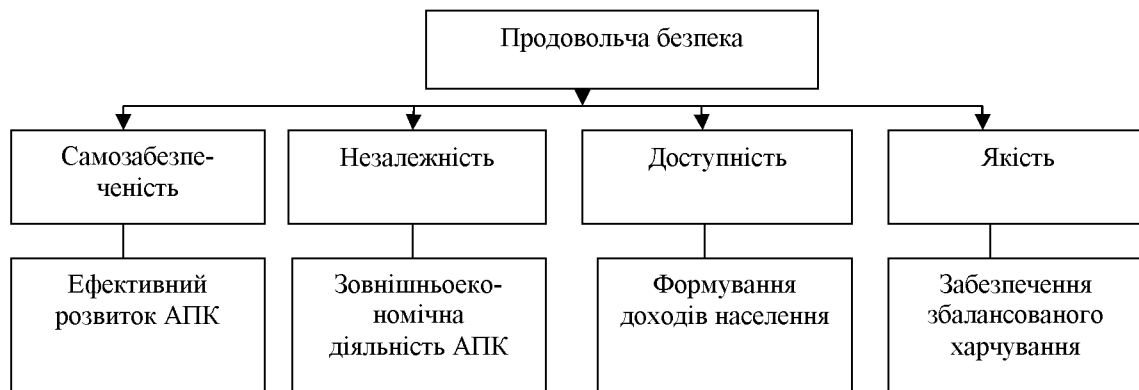 Продовольча безпека
Самозабезпе-
ченість
Незалежність
Доступність
Якість
Ефективний
розвиток АПК
Зовнішньоеко-
номічна
діяльність АПК
Формування
доходів населення
Забезпечення
збалансованого
харчування